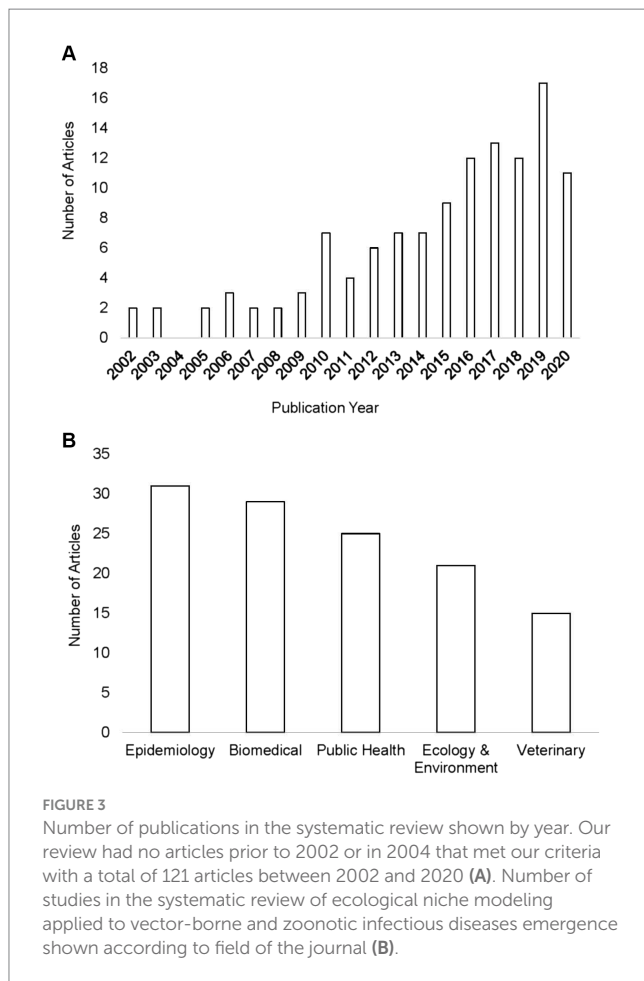 A
18
16
14
12
10
8
6
4
2
0
Nunber of Articles
2002 2003 2004 2005 2006 2007 2008 2009 2010 2011 2012 2013 2014 2015 2016 2017 2018 2019 2020
Publication Year
B
35
30
25
20
15
10
5
0
Number of Articles
Epidemiology Biomedical Public Health Ecology & Veterinary
Environment
FIGURE 3
Number of publications in the systematic review shown by year. Our
review had no articles prior to 2002 or in 2004 that met our criteria
with a total of 121 articles between 2002 and 2020 (A). Number of
studies in the systematic review of ecological niche modeling
applied to vector-borne and zoonotic infectious diseases emergence
shown according to field of the journal (B).